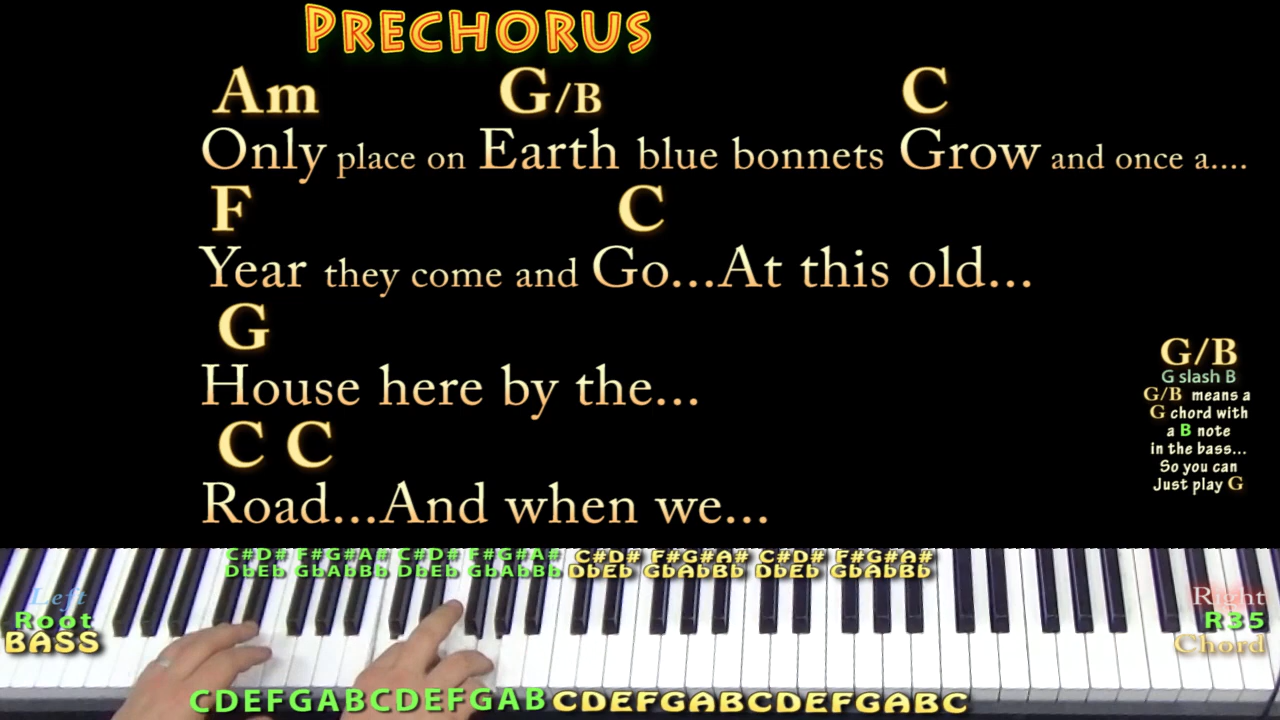 PRECHORUS
Am G/B C
Only place on Earth blue bonnets Grow and once a....
F C
Year they come and Go...At this old...
G
House here by the...
C C
Road...And when we...
G/B
G slash B
G/B means a
G chord with
a B note
in the bass...
So you can
Just play G
C#D# F#G#A# C#D# F#G#A# C#D# F#G#A# C#D# F#G#A#
DbEb GbAbBb DbEb GbAbBb DbEb GbAbBb DbEb GbAbBb
Left
Root
BASS
Right
R35
Chord
CDEFGABCDEFGABCDEFGABCDEFGABC